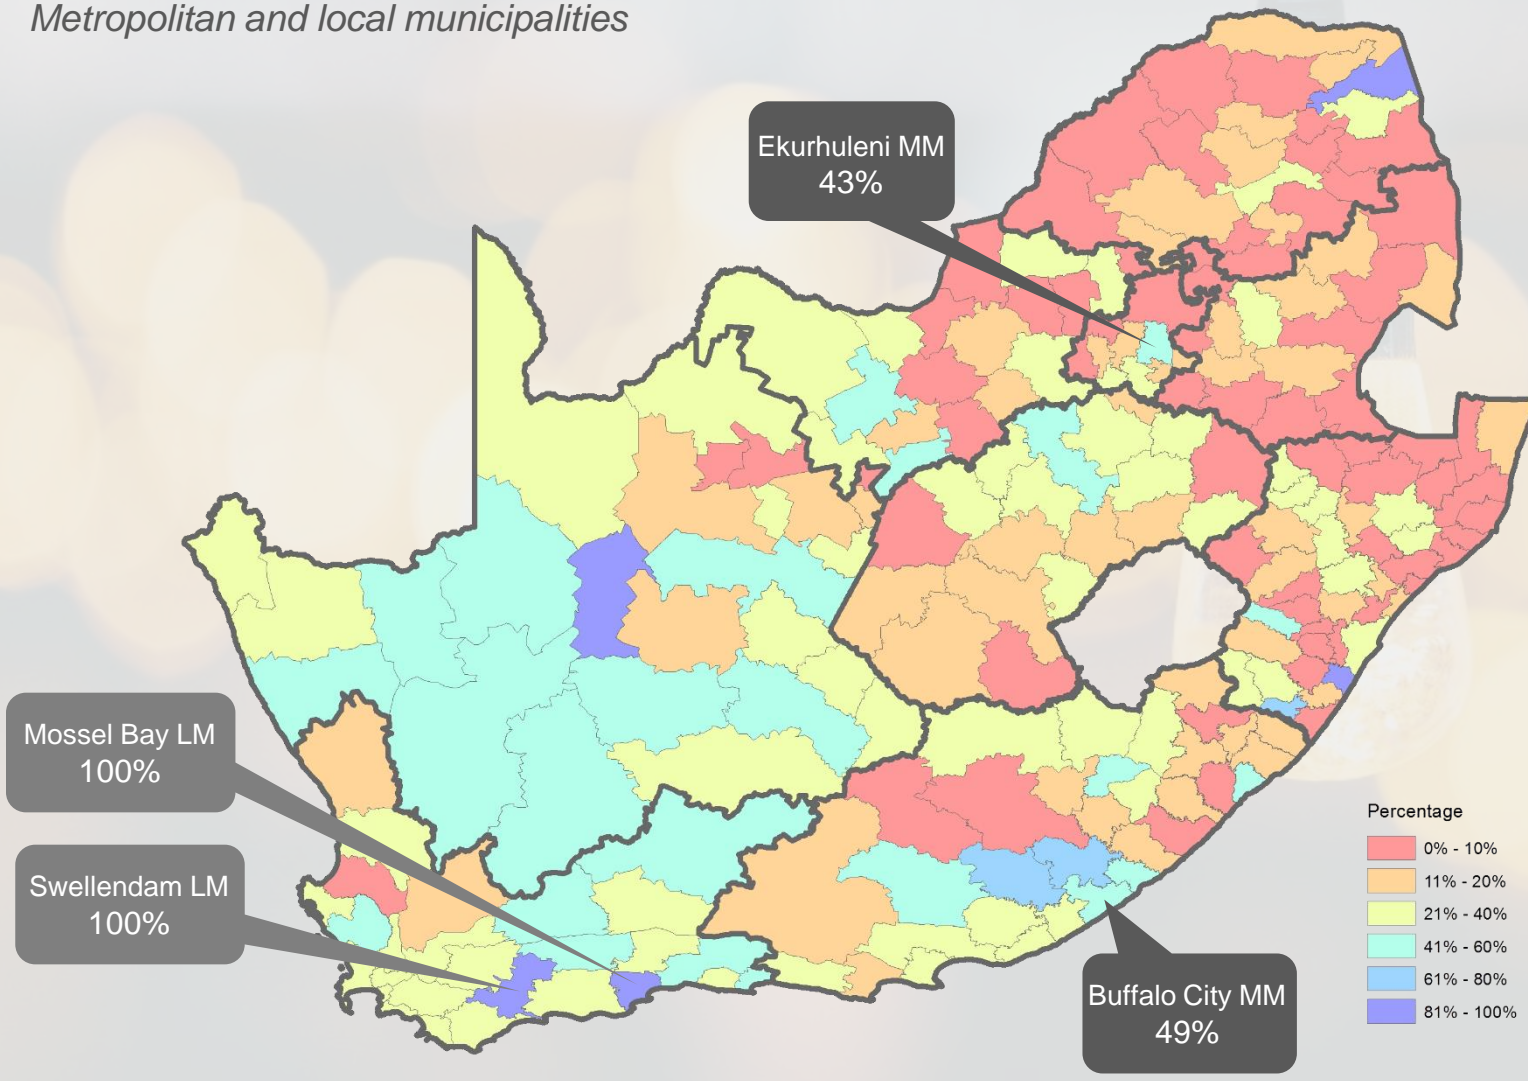 Metropolitan and local municipalities
Ekurhuleni MM
43%
Mossel Bay LM
100%
Swellendam LM
100%
Buffalo City MM
49%
Percentage
0% - 10%
11% - 20%
21% - 40%
41% - 60%
61% - 80%
81% - 100%